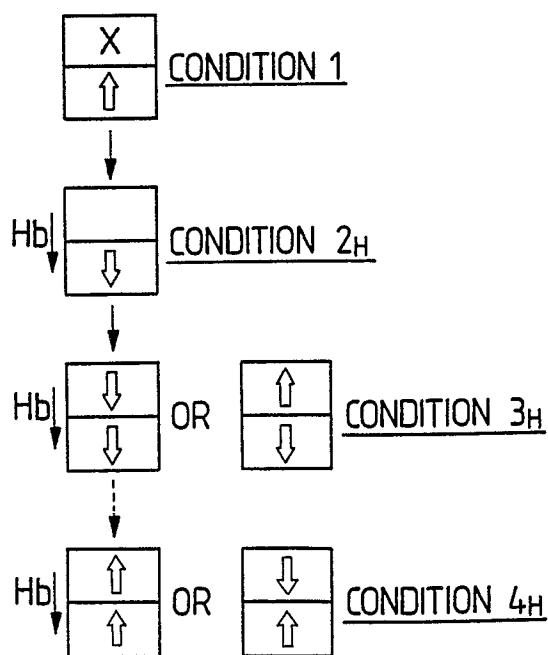 X
CONDITION 1
Hb
CONDITION 2H
Hb OR CONDITION 3H
Hb OR CONDITION 4H